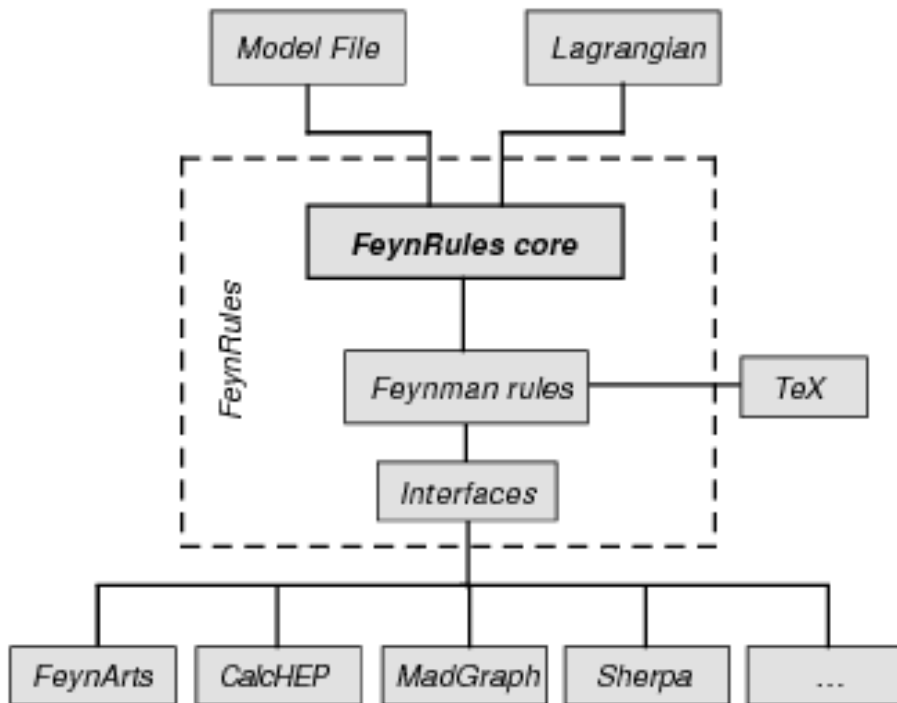 Model File
Lagrangian
FeynRules core
FeynRules
Feynman rules
TeX
Interfaces
FeynArts
CalcHEP
MadGraph
Sherpa
...